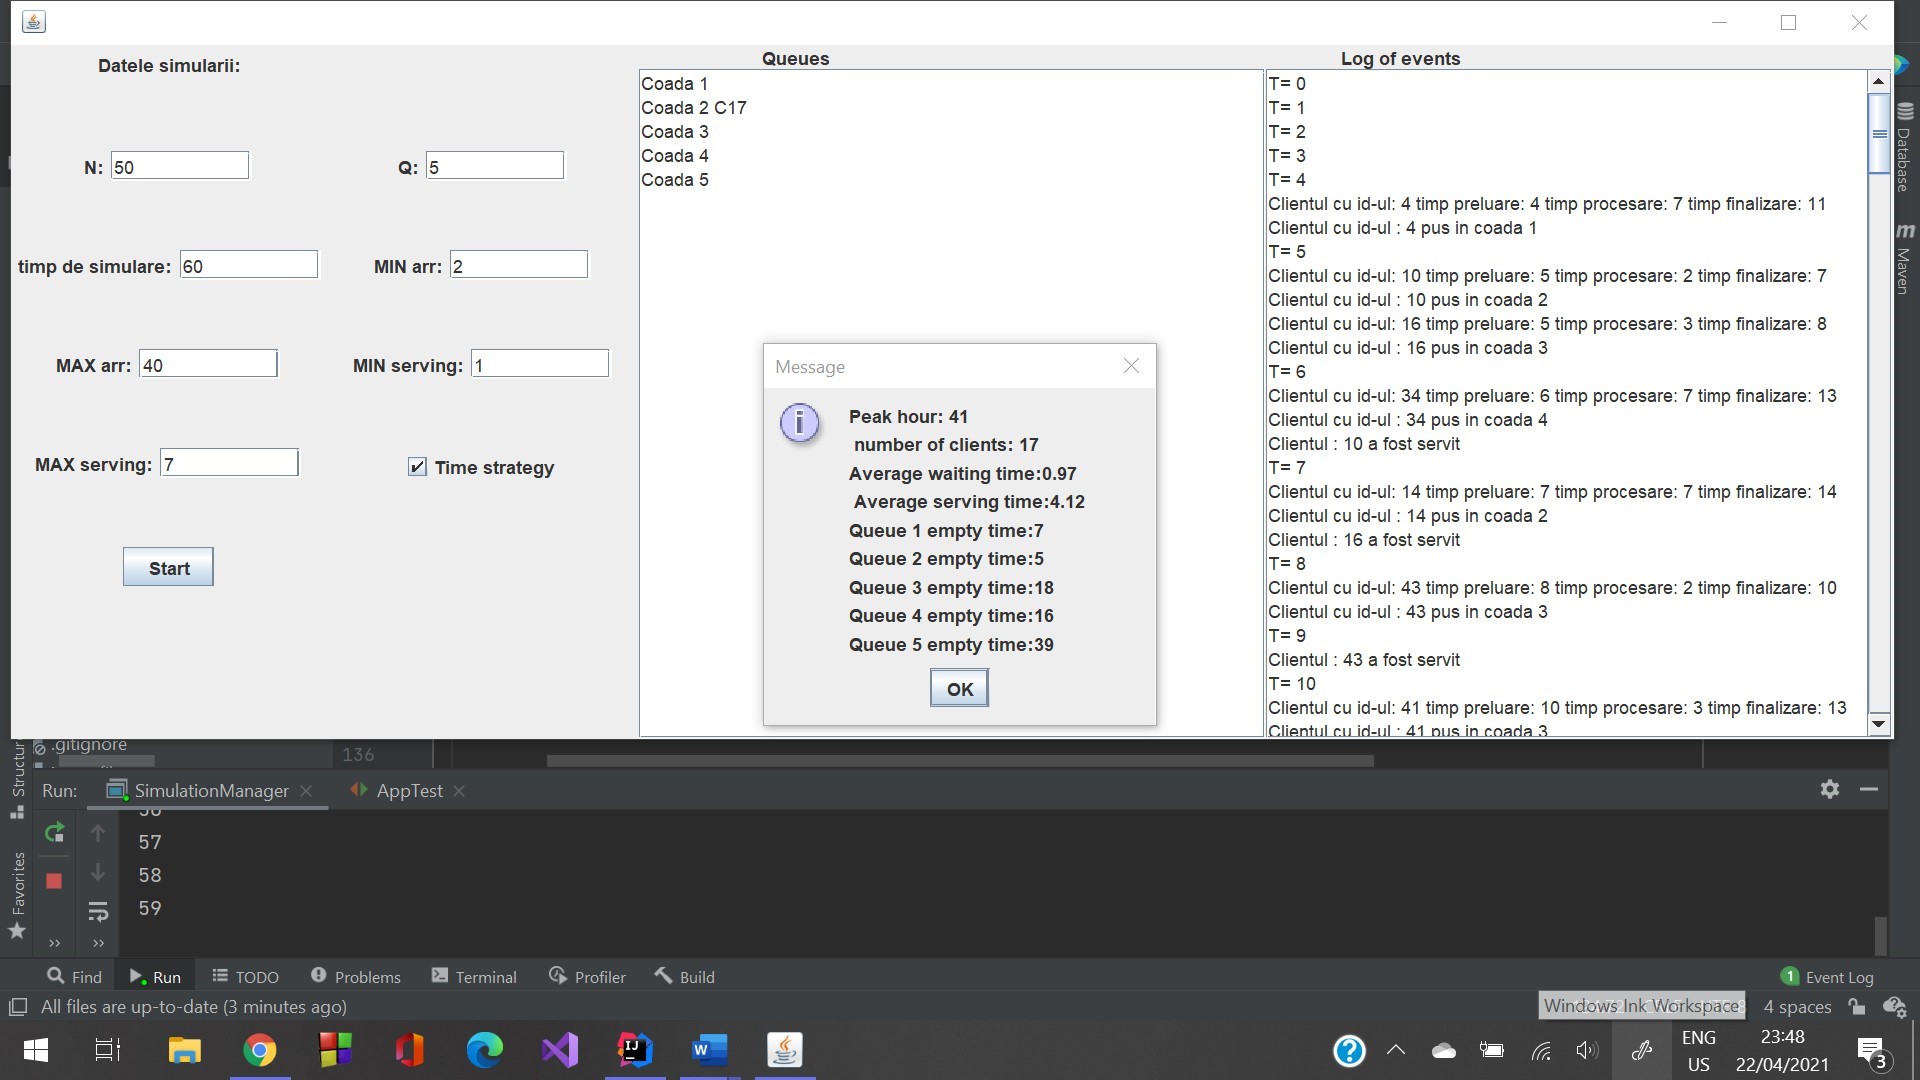 Datele simularii:
N: 50
Q: 5
timp de simulare: 60
MIN arr: 2
MAX arr: 40
MIN serving: 1
MAX serving: 7
Time strategy
Start
Queues
Coada 1
Coada 2 C17
Coada 3
Coada 4
Coada 5
Log of events
T= 0
T= 1
T= 2
T= 3
T= 4
Clientul cu id-ul: 4 timp preluare: 4 timp procesare: 7 timp finalizare: 11
Clientul cu id-ul : 4 pus in coada 1
T= 5
Clientul cu id-ul: 10 timp preluare: 5 timp procesare: 2 timp finalizare: 7
Clientul cu id-ul : 10 pus in coada 2
Clientul cu id-ul: 16 timp preluare: 5 timp procesare: 3 timp finalizare: 8
Clientul cu id-ul : 16 pus in coada 3
T= 6
Clientul cu id-ul: 34 timp preluare: 6 timp procesare: 7 timp finalizare: 13
Clientul cu id-ul : 34 pus in coada 4
Clientul : 10 a fost servit
T= 7
Clientul cu id-ul: 14 timp preluare: 7 timp procesare: 7 timp finalizare: 14
Clientul cu id-ul : 14 pus in coada 2
Clientul : 16 a fost servit
T= 8
Clientul cu id-ul: 43 timp preluare: 8 timp procesare: 2 timp finalizare: 10
Clientul cu id-ul : 43 pus in coada 3
T= 9
Clientul : 43 a fost servit
T= 10
Clientul cu id-ul: 41 timp preluare: 10 timp procesare: 3 timp finalizare: 13
Clientul cu id-ul : 41 pus in coada 3
Message
Peak hour: 41
number of clients: 17
Average waiting time:0.97
Average serving time:4.12
Queue 1 empty time:7
Queue 2 empty time:5
Queue 3 empty time:18
Queue 4 empty time:16
Queue 5 empty time:39
OK
Database
Maven
.gitignore
136
Structur
Favorites
Run:
SimulationManager
AppTest
57
58
59
Find
Run
TODO
Problems
Terminal
Profiler
Build
1 Event Log
All files are up-to-date (3 minutes ago)
Windows Ink Workspace
4 spaces
ENG
US
23:48
22/04/2021
3